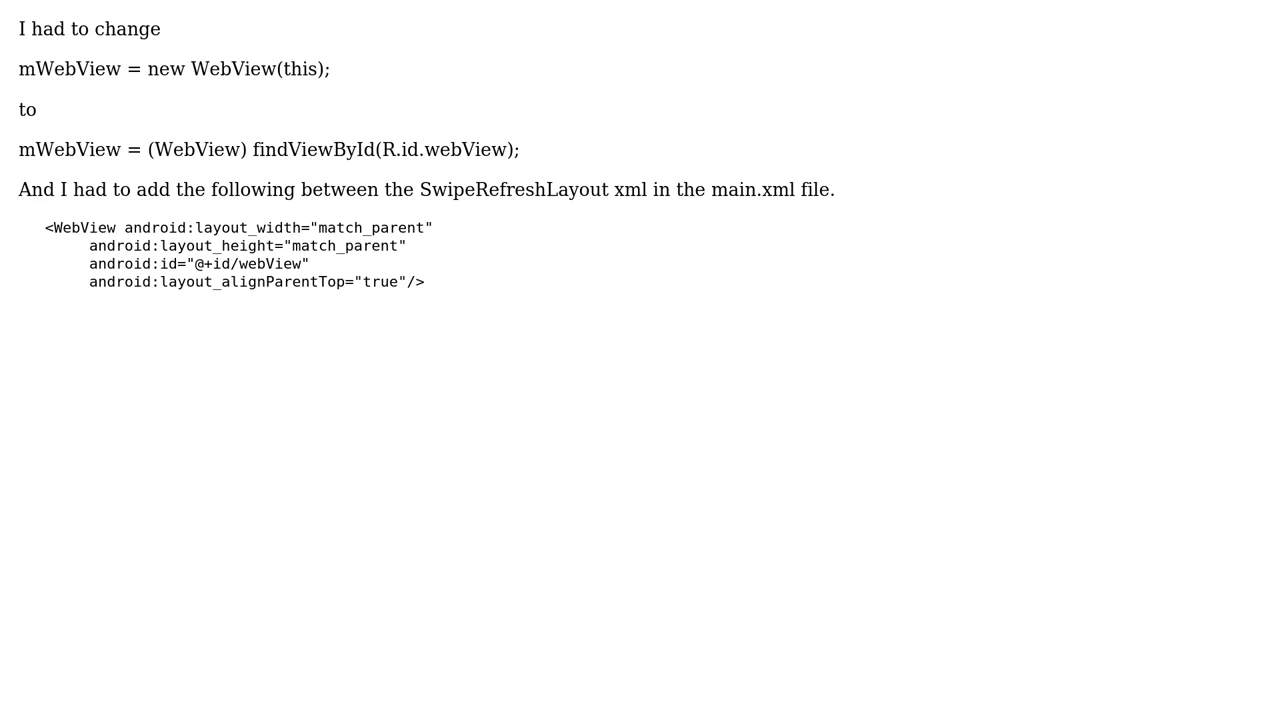 I had to change
mWebView = new WebView(this);
to
mWebView = (WebView) findViewById(R.id.webView);
And I had to add the following between the SwipeRefreshLayout xml in the main.xml file.
<WebView android:layout_width="match_parent"
android:layout_height="match_parent"
android:id="@+id/webView"
android:layout_alignParentTop="true"/>